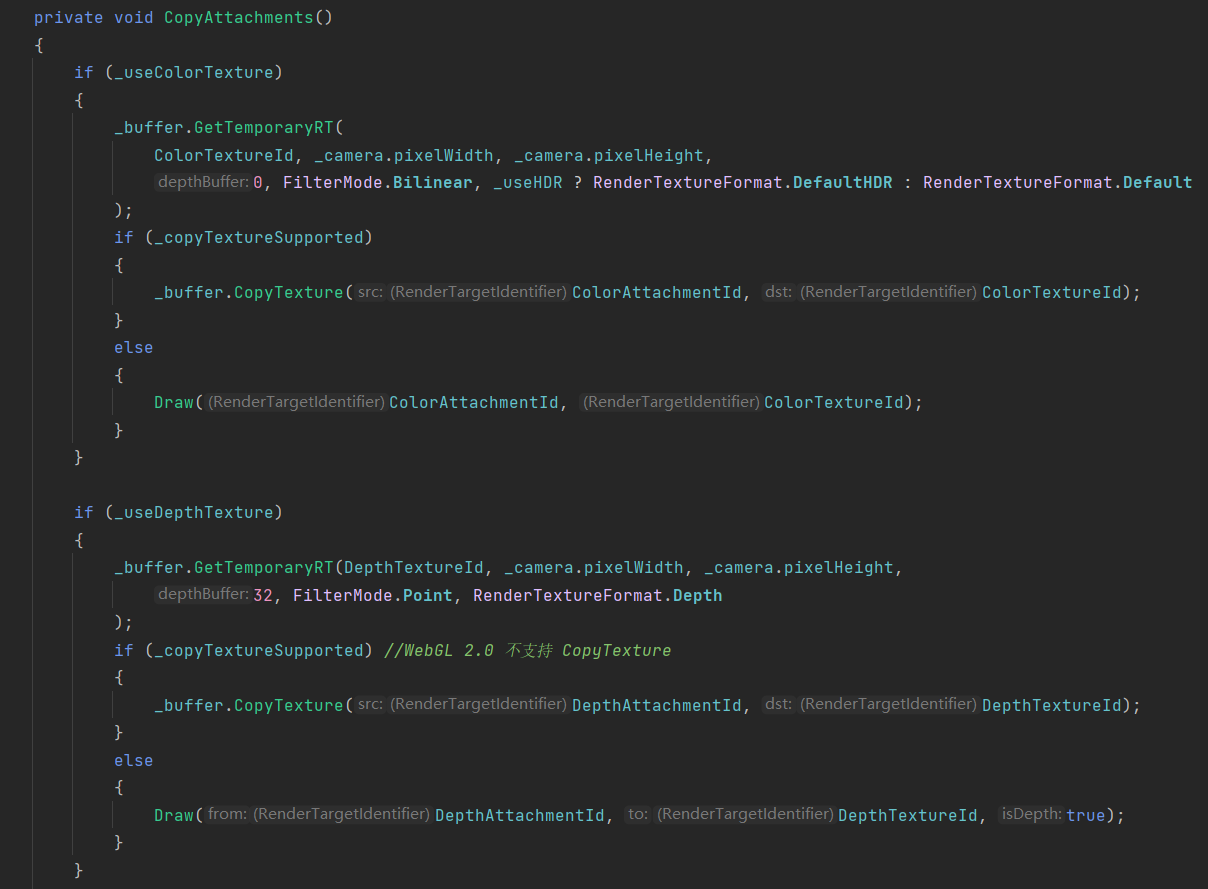 private void CopyAttachments()
{
if (_useColorTexture)
{
_buffer.GetTemporaryRT(
ColorTextureId, _camera.pixelWidth, _camera.pixelHeight,
depthBuffer: 0, FilterMode.Bilinear, _useHDR ? RenderTextureFormat.DefaultHDR : RenderTextureFormat.Default
);
if (_copyTextureSupported)
{
_buffer.CopyTexture( src: (RenderTargetIdentifier) ColorAttachmentId, dst: (RenderTargetIdentifier) ColorTextureId);
}
else
{
Draw( (RenderTargetIdentifier) ColorAttachmentId, (RenderTargetIdentifier) ColorTextureId);
}
}
if (_useDepthTexture)
{
_buffer.GetTemporaryRT(DepthTextureId, _camera.pixelWidth, _camera.pixelHeight,
depthBuffer: 32, FilterMode.Point, RenderTextureFormat.Depth
);
if (_copyTextureSupported) //WebGL 2.0 不支持 CopyTexture
{
_buffer.CopyTexture( src: (RenderTargetIdentifier) DepthAttachmentId, dst: (RenderTargetIdentifier) DepthTextureId);
}
else
{
Draw( from: (RenderTargetIdentifier) DepthAttachmentId, to: (RenderTargetIdentifier) DepthTextureId, isDepth: true);
}
}